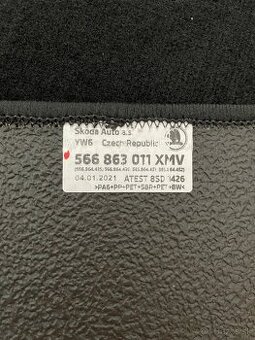 Škoda Auto a.s.
VW6 Czech Republic
566 863 011 XMV
04.01.2021 ATEST 8SD 1426
>PA6+PP+PET+SBR+PET+BW<